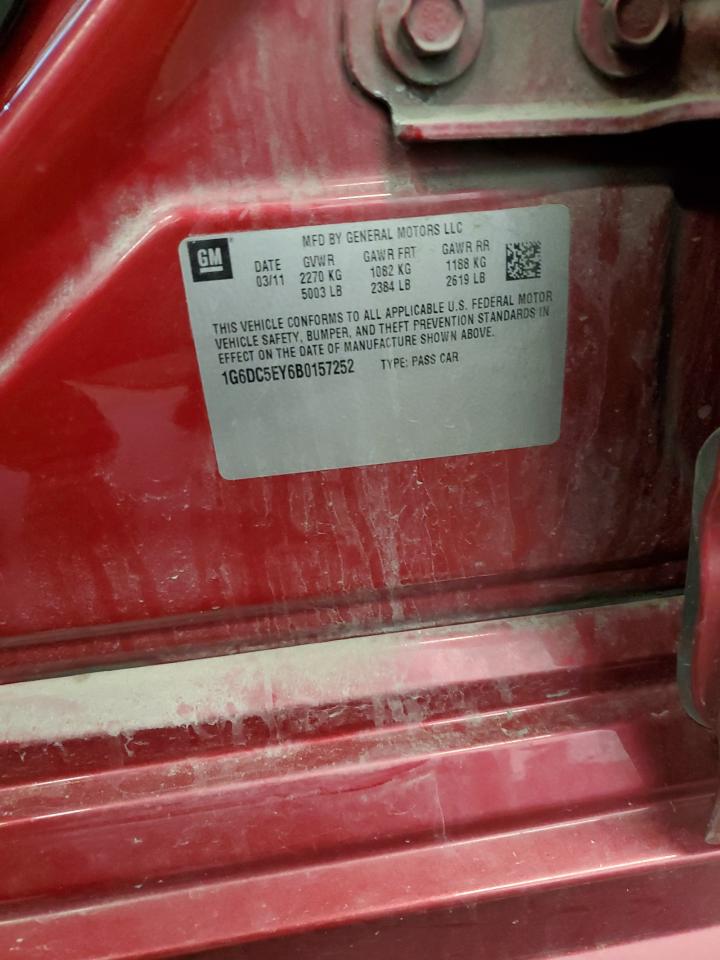 GM
MFD BY GENERAL MOTORS LLC
DATE GVWR GAWR FRT GAWR RR
03/11 2270 KG 1082 KG 1188 KG
5003 LB 2384 LB 2619 LB
THIS VEHICLE CONFORMS TO ALL APPLICABLE U.S. FEDERAL MOTOR
VEHICLE SAFETY, BUMPER, AND THEFT PREVENTION STANDARDS IN
EFFECT ON THE DATE OF MANUFACTURE SHOWN ABOVE.
1G6DC5EY6B0157252 TYPE: PASS CAR